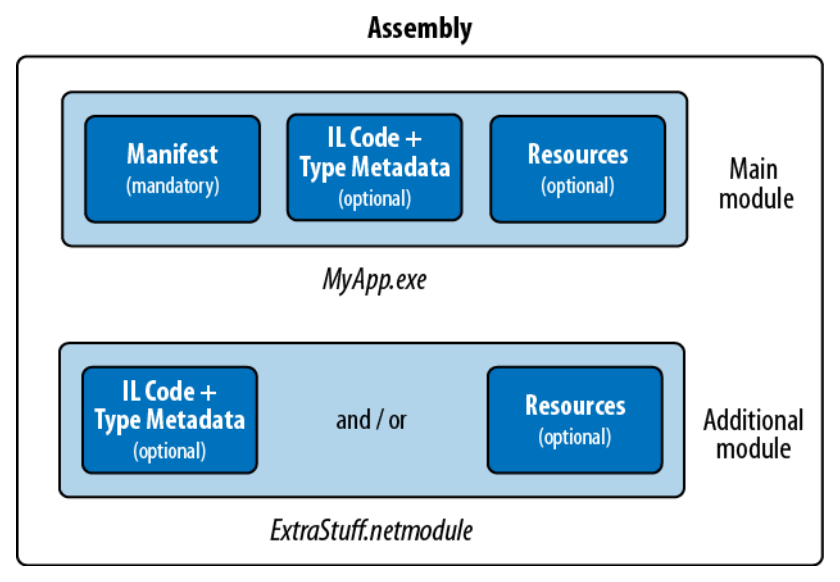 Assembly
Manifest
(mandatory)
IL Code +
Type Metadata
(optional)
Resources
(optional)
Main
module
MyApp.exe
IL Code +
Type Metadata
(optional)
and / or
Resources
(optional)
Additional
module
ExtraStuff.netmodule